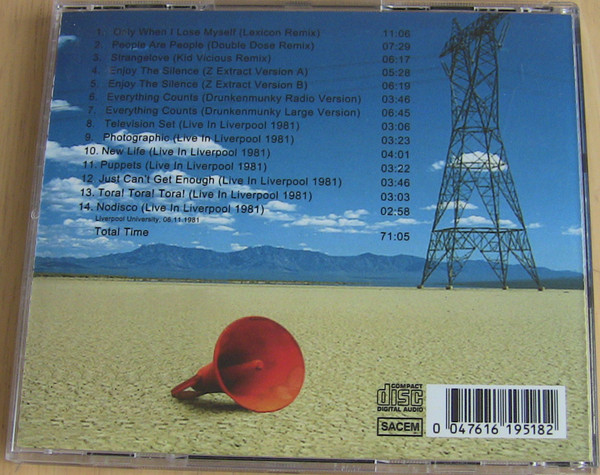 1. Only When I Lose Myself (Lexicon Remix) 11:06
2. People Are People (Double Dose Remix) 07:29
3. Strangelove (Kid Vicious Remix) 06:17
4. Enjoy The Silence (Z Extract Version A) 05:28
5. Enjoy The Silence (Z Extract Version B) 06:19
6. Everything Counts (Drunkenmunky Radio Version) 03:46
7. Everything Counts (Drunkenmunky Large Version) 06:45
8. Television Set (Live In Liverpool 1981) 03:06
9. Photographic (Live In Liverpool 1981) 03:23
10. New Life (Live In Liverpool 1981) 04:01
11. Puppets (Live In Liverpool 1981) 03:22
12 Just Can't Get Enough (Live In Liverpool 1981) 03:46
13. Tora! Tora! Tora! (Live In Liverpool 1981) 03:03
14. Nodisco (Live In Liverpool 1981) 02:58
Liverpool University, 06.11.1981
Total Time 71:05
COMPACT
disc
DIGITAL AUDIO
SACEM
0 047616 195182